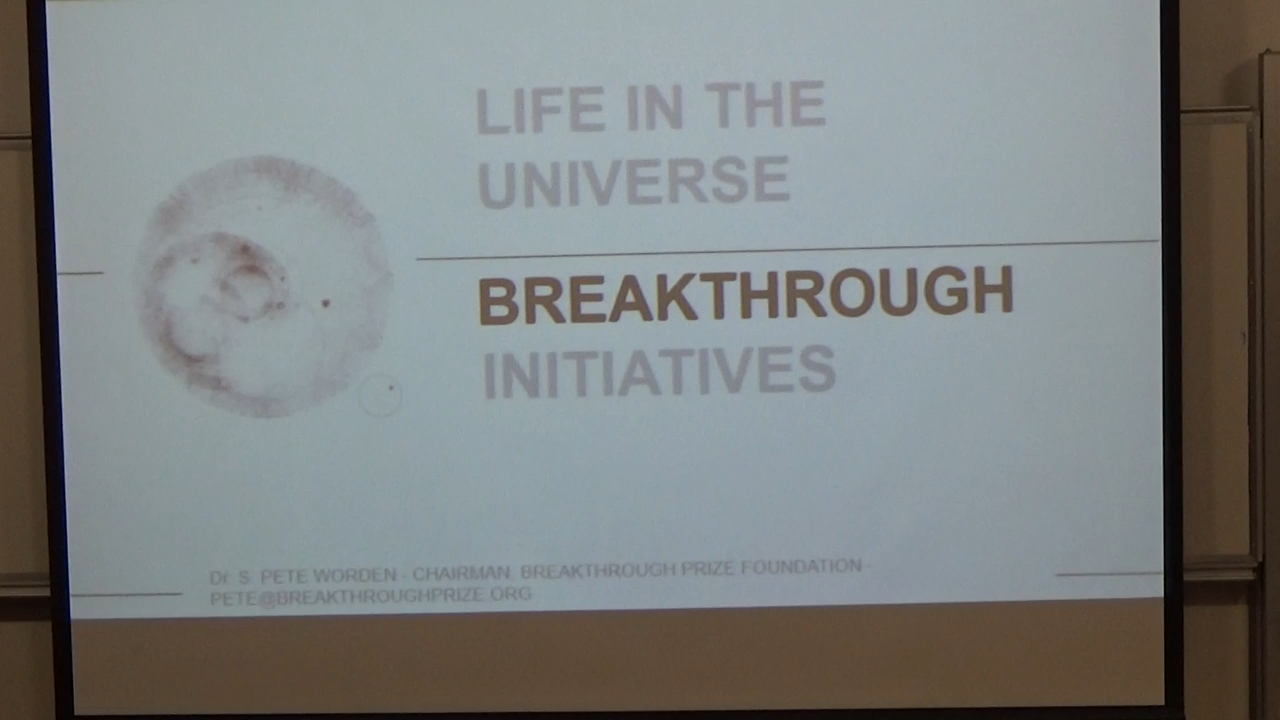 LIFE IN THE
UNIVERSE
BREAKTHROUGH
INITIATIVES
Dr. S. PETE WORDEN - CHAIRMAN, BREAKTHROUGH PRIZE FOUNDATION -
PETE@BREAKTHROUGHPRIZE.ORG